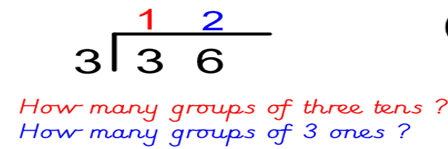 1 2
3 3 6
How many groups of three tens ?
How many groups of 3 ones ?